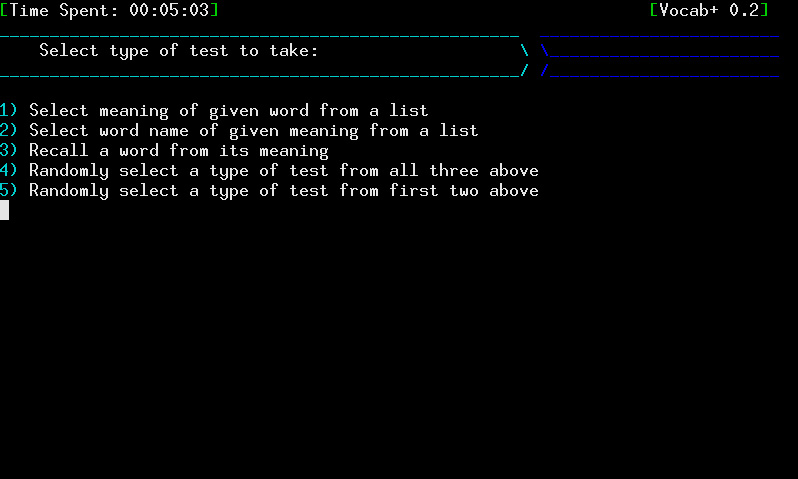 [Time Spent: 00:05:03] [Vocab+ 0.2]
Select type of test to take:
1) Select meaning of given word from a list
2) Select word name of given meaning from a list
3) Recall a word from its meaning
4) Randomly select a type of test from all three above
5) Randomly select a type of test from first two above